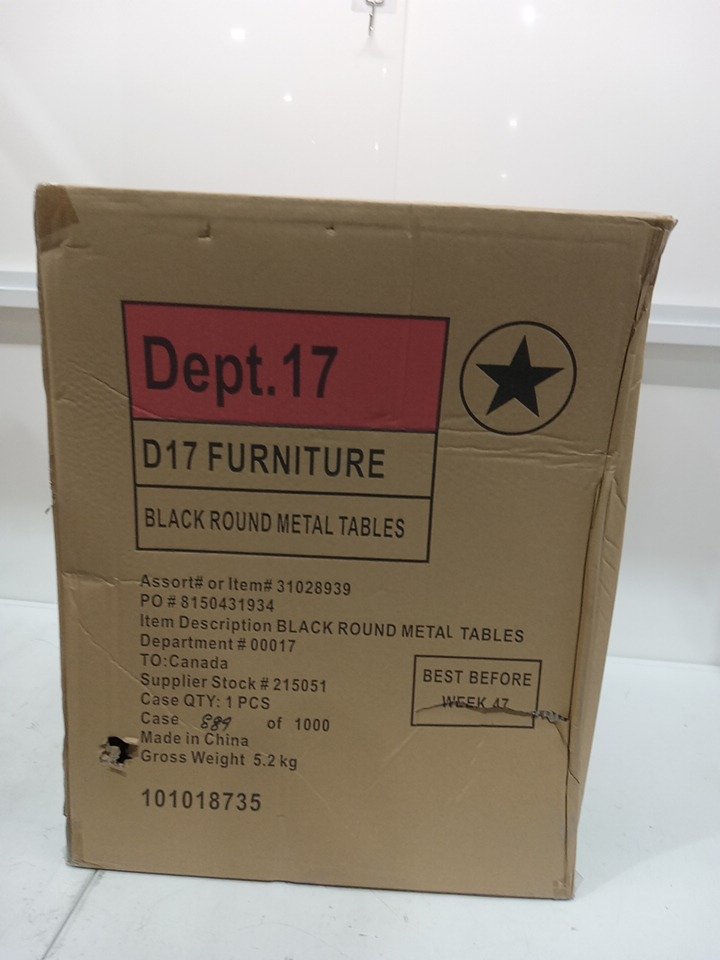 Dept.17
D17 FURNITURE
BLACK ROUND METAL TABLES
Assort# or Item# 31028939
PO # 8150431934
Item Description BLACK ROUND METAL TABLES
Department # 00017
TO:Canada
Supplier Stock # 215051
Case QTY: 1 PCS
Case 889 of 1000
Made in China
Gross Weight 5.2 kg
101018735
BEST BEFORE
WEEK 47